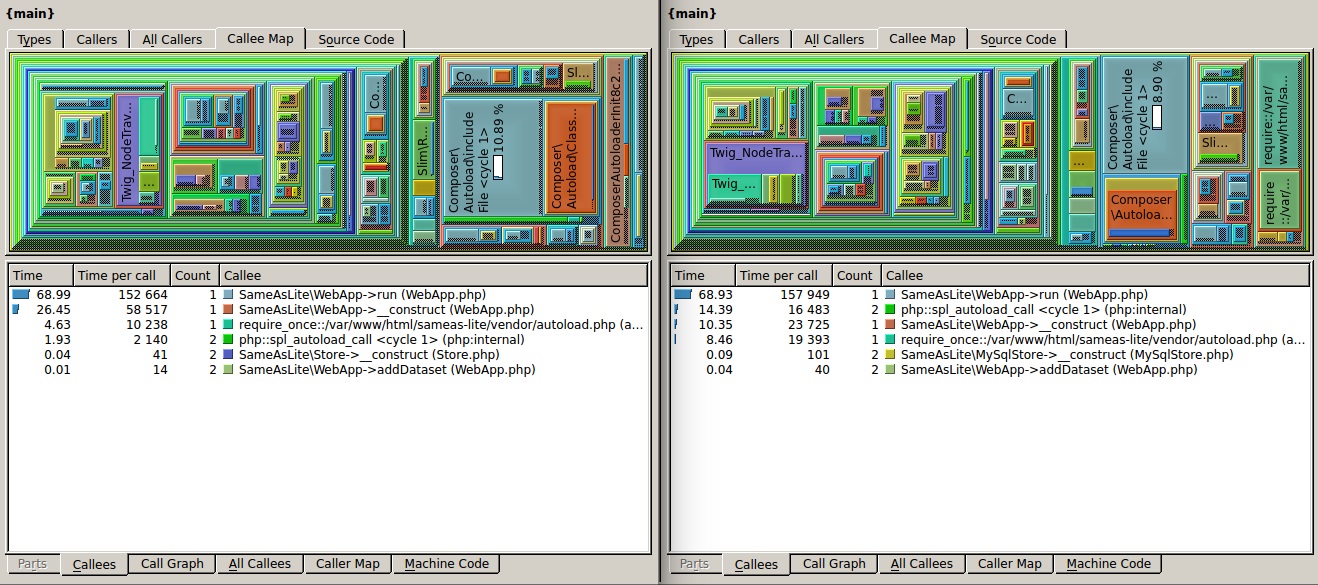 {main}
Types Callers All Callers Callee Map Source Code
Co...
Sl...
Co...
Twig_NodeTrav...
...
Slim\R...
Composer\
Autoload\include
File <cycle 1>
10.89 %
Composer\
Autoload\Class...
ComposerAutoloaderInit8c2...
Time Time per call Count Callee
68.99 152 664 1 SameAsLite\WebApp->run (WebApp.php)
26.45 58 517 1 SameAsLite\WebApp->__construct (WebApp.php)
4.63 10 238 1 require_once::/var/www/html/sameas-lite/vendor/autoload.php (a...
1.93 2 140 2 php::spl_autoload_call <cycle 1> (php:internal)
0.04 41 2 SameAsLite\Store->__construct (Store.php)
0.01 14 2 SameAsLite\WebApp->addDataset (WebApp.php)
Parts Callees Call Graph All Callees Caller Map Machine Code
{main}
Types Callers All Callers Callee Map Source Code
Twig_NodeTra...
Twig_...
C...
...
Composer\
Autoload\include
File <cycle 1>
8.90 %
Composer
\Autoloa...
...
...
Sli...
require::/var/
www/html/sa...
require
::/var/...
Time Time per call Count Callee
68.93 157 949 1 SameAsLite\WebApp->run (WebApp.php)
14.39 16 483 2 php::spl_autoload_call <cycle 1> (php:internal)
10.35 23 725 1 SameAsLite\WebApp->__construct (WebApp.php)
8.46 19 393 1 require_once::/var/www/html/sameas-lite/vendor/autoload.php (a...
0.09 101 2 SameAsLite\MySqlStore->__construct (MySqlStore.php)
0.04 40 2 SameAsLite\WebApp->addDataset (WebApp.php)
Parts Callees Call Graph All Callees Caller Map Machine Code